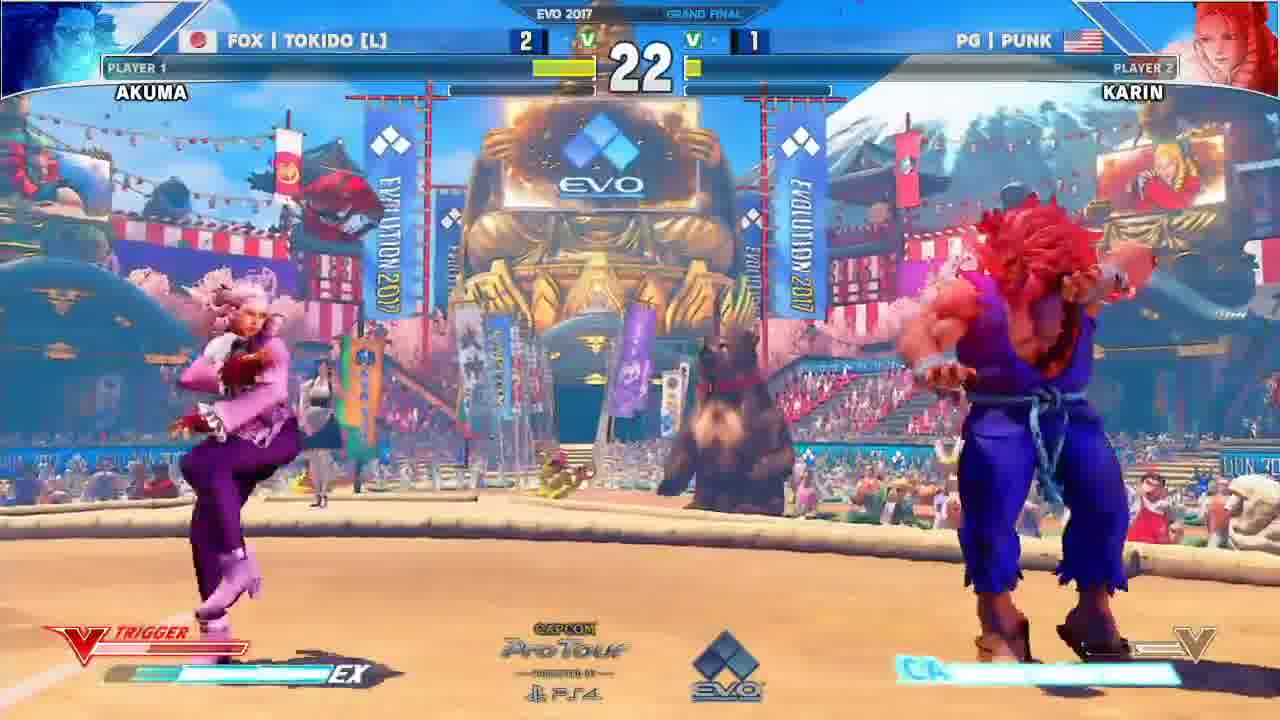 EVO 2017 GRAND FINAL
FOX | TOKIDO [L] 2 V 22 V 1 PG | PUNK
PLAYER 1 PLAYER 2
AKUMA KARIN
EVO
EVOLUTION 2017
EVOLUTION 2017
V TRIGGER
EX
CA
V
CAPCOM
Pro Tour
PS4
EVO